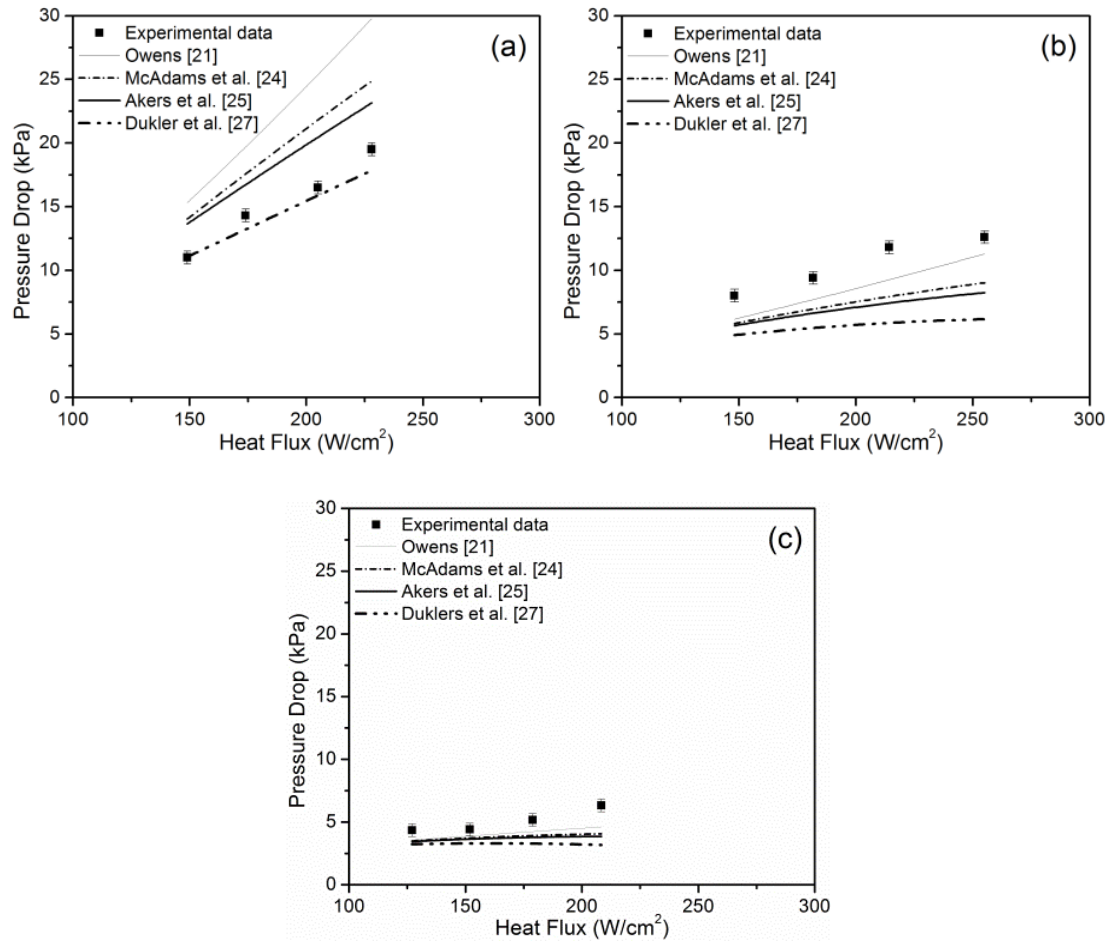 30
25
20
15
10
5
0
Pressure Drop (kPa)
Experimental data
Owens [21]
McAdams et al. [24]
Akers et al. [25]
Dukler et al. [27]
(a)
100 150 200 250 300
Heat Flux (W/cm²)
30
25
20
15
10
5
0
Pressure Drop (kPa)
Experimental data
Owens [21]
McAdams et al. [24]
Akers et al. [25]
Dukler et al. [27]
(b)
100 150 200 250 300
Heat Flux (W/cm²)
30
25
20
15
10
5
0
Pressure Drop (kPa)
Experimental data
Owens [21]
McAdams et al. [24]
Akers et al. [25]
Duklers et al. [27]
(c)
100 150 200 250 300
Heat Flux (W/cm²)